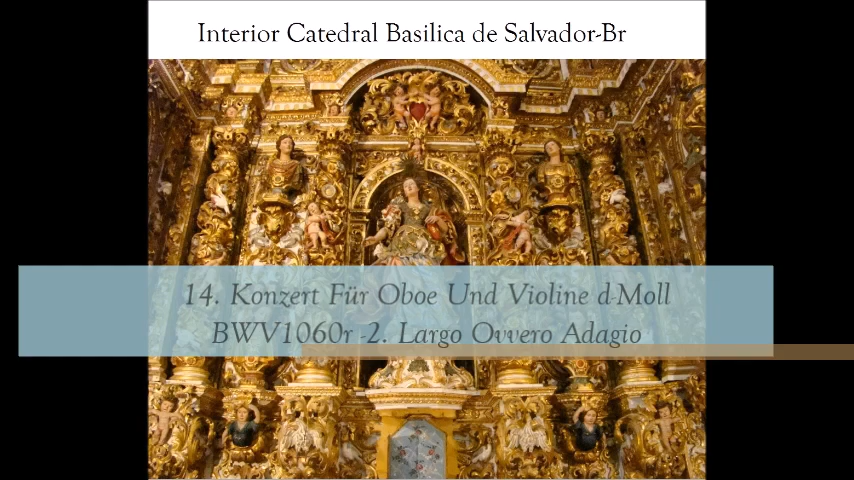 Interior Catedral Basilica de Salvador-Br
14. Konzert Für Oboe Und Violine d-Moll
BWV1060r -2. Largo Ovvero Adagio